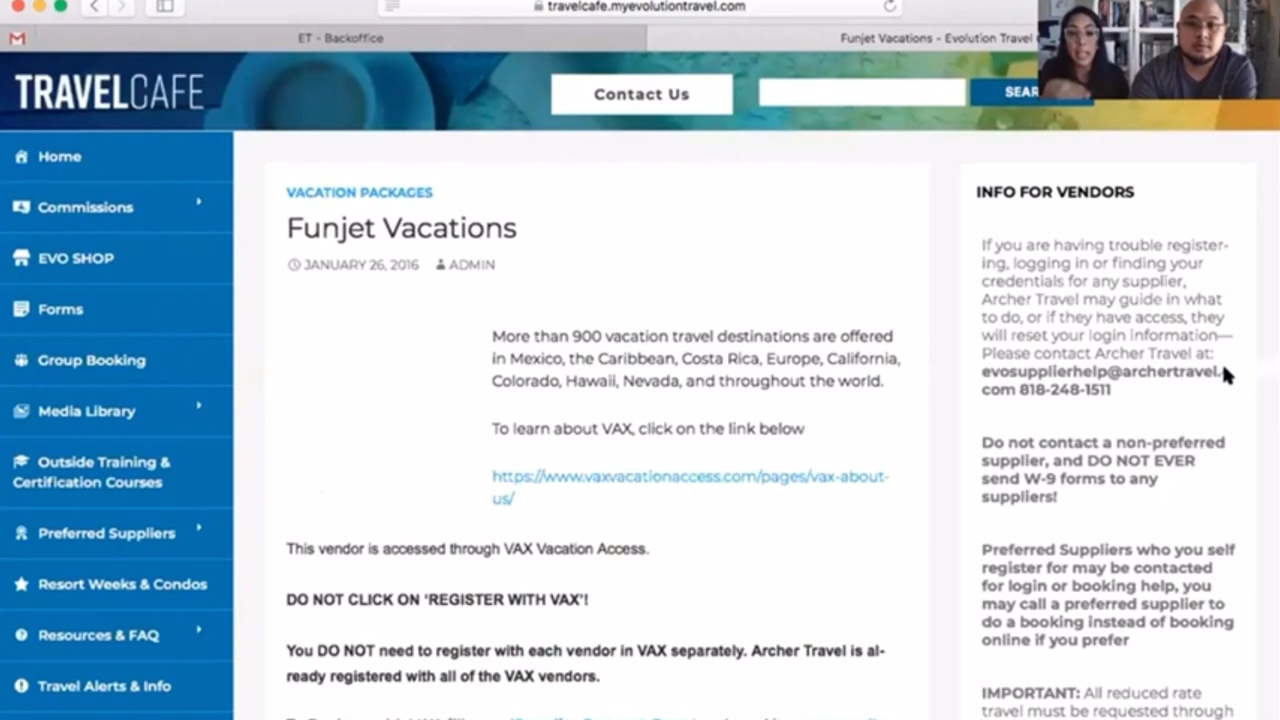 travelcafe.myevolutiontravel.com
ET - Backoffice
Funjet Vacations - Evolution Travel
TRAVELCAFE
Contact Us
SEAR
Home
Commissions
EVO SHOP
Forms
Group Booking
Media Library
Outside Training &
Certification Courses
Preferred Suppliers
Resort Weeks & Condos
Resources & FAQ
Travel Alerts & Info
VACATION PACKAGES
Funjet Vacations
JANUARY 26, 2016 ADMIN
More than 900 vacation travel destinations are offered
in Mexico, the Caribbean, Costa Rica, Europe, California,
Colorado, Hawaii, Nevada, and throughout the world.
To learn about VAX, click on the link below
https://www.vaxvacationaccess.com/pages/vax-about-
us/
This vendor is accessed through VAX Vacation Access.
DO NOT CLICK ON 'REGISTER WITH VAX'!
You DO NOT need to register with each vendor in VAX separately. Archer Travel is al-
ready registered with all of the VAX vendors.
INFO FOR VENDORS
If you are having trouble register-
ing, logging in or finding your
credentials for any supplier,
Archer Travel may guide in what
to do, or if they have access, they
will reset your login information—
Please contact Archer Travel at:
evosupplierhelp@archertravel.
com 818-248-1511
Do not contact a non-preferred
supplier, and DO NOT EVER
send W-9 forms to any
suppliers!
Preferred Suppliers who you self
register for may be contacted
for login or booking help, you
may call a preferred supplier to
do a booking instead of booking
online if you prefer
IMPORTANT: All reduced rate
travel must be requested through